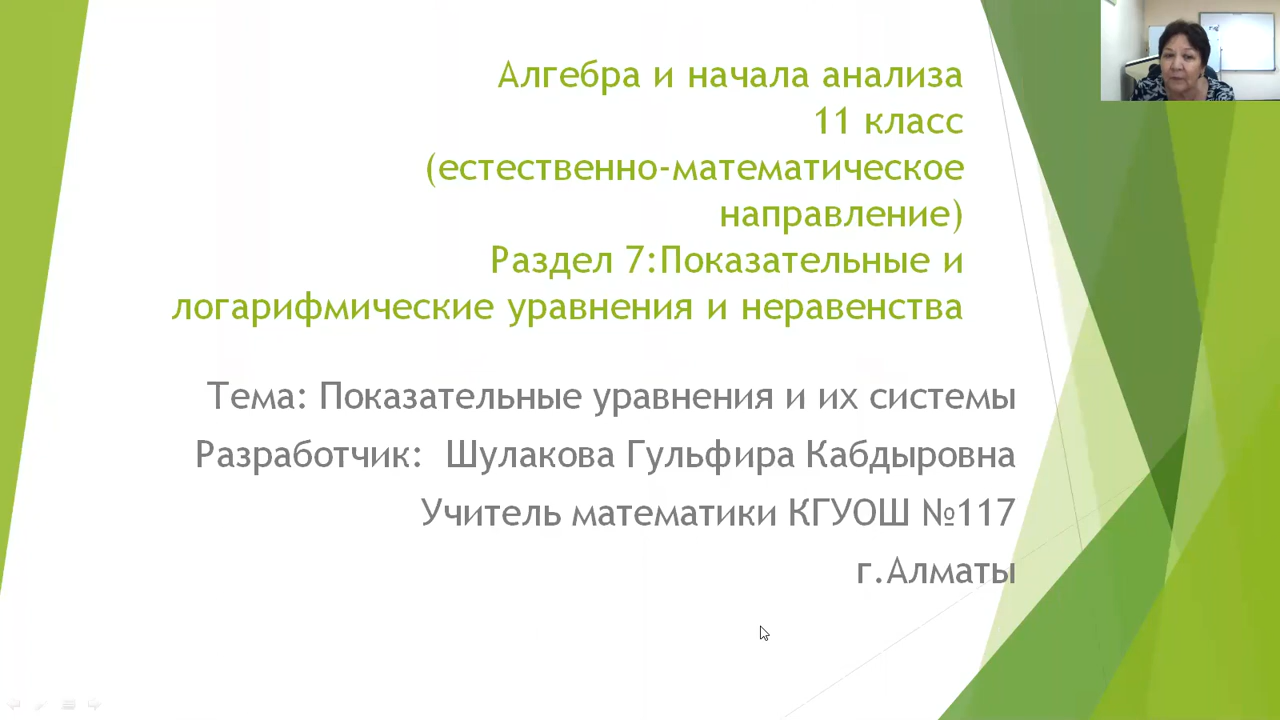 Алгебра и начала анализа
11 класс
(естественно-математическое
направление)
Раздел 7:Показательные и
логарифмические уравнения и неравенства
Тема: Показательные уравнения и их системы
Разработчик:  Шулакова Гульфира Кабдыровна
Учитель математики КГУОШ №117
г.Алматы